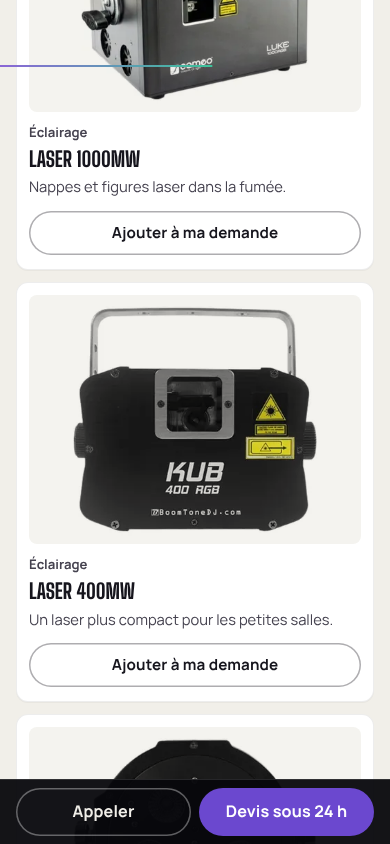 comoo
LUKE
Éclairage
LASER 1000MW
Nappes et figures laser dans la fumée.
Ajouter à ma demande
KUB
400 RGB
BoomToneDJ.com
Éclairage
LASER 400MW
Un laser plus compact pour les petites salles.
Ajouter à ma demande
Appeler
Devis sous 24 h